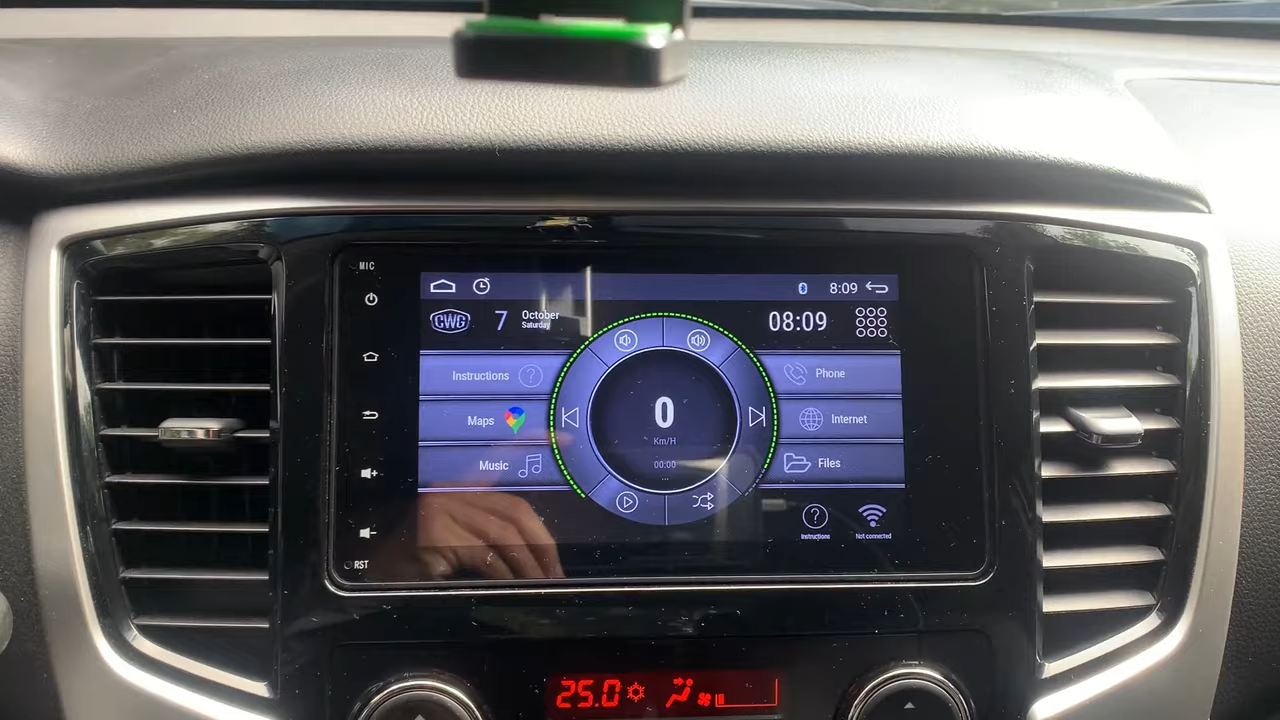 MIC
8:09
CWG
7
October
Saturday
08:09
Instructions
Phone
Maps
Internet
Music
Files
0
Km/H
00:00
Instructions
Not connected
RST
25.0